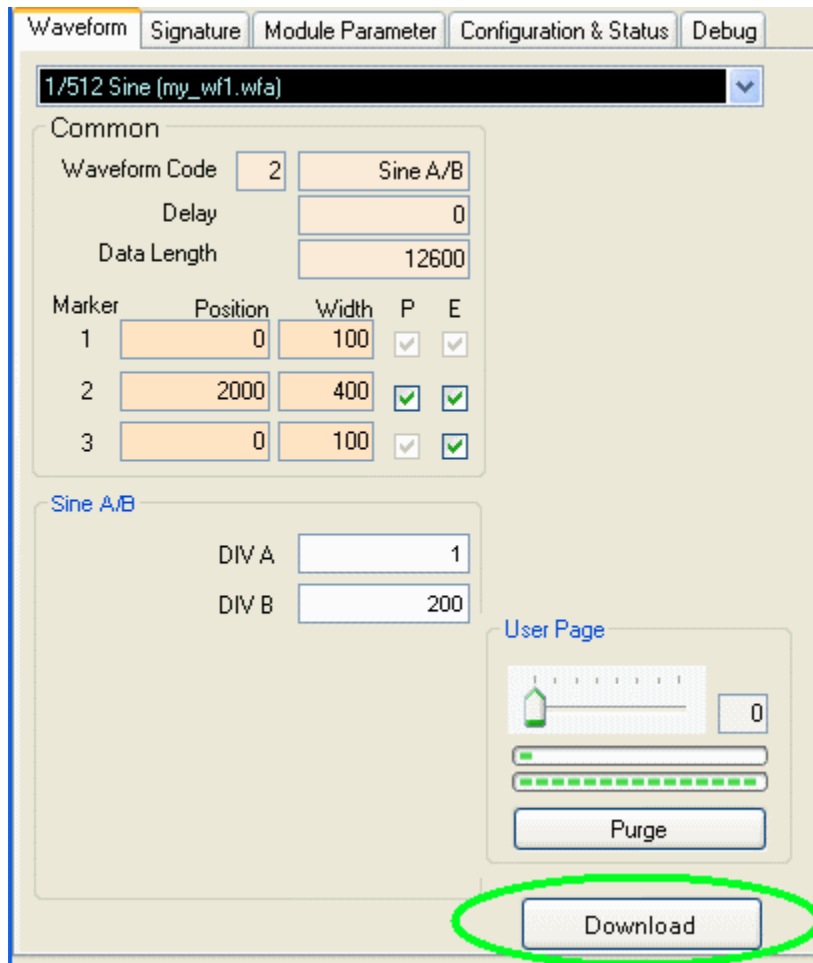 Waveform Signature Module Parameter Configuration & Status Debug
1/512 Sine (my_wf1.wfa)
Common
Waveform Code 2 Sine A/B
Delay 0
Data Length 12600
Marker Position Width P E
1 0 100
2 2000 400
3 0 100
Sine A/B
DIV A 1
DIV B 200
User Page
0
Purge
Download